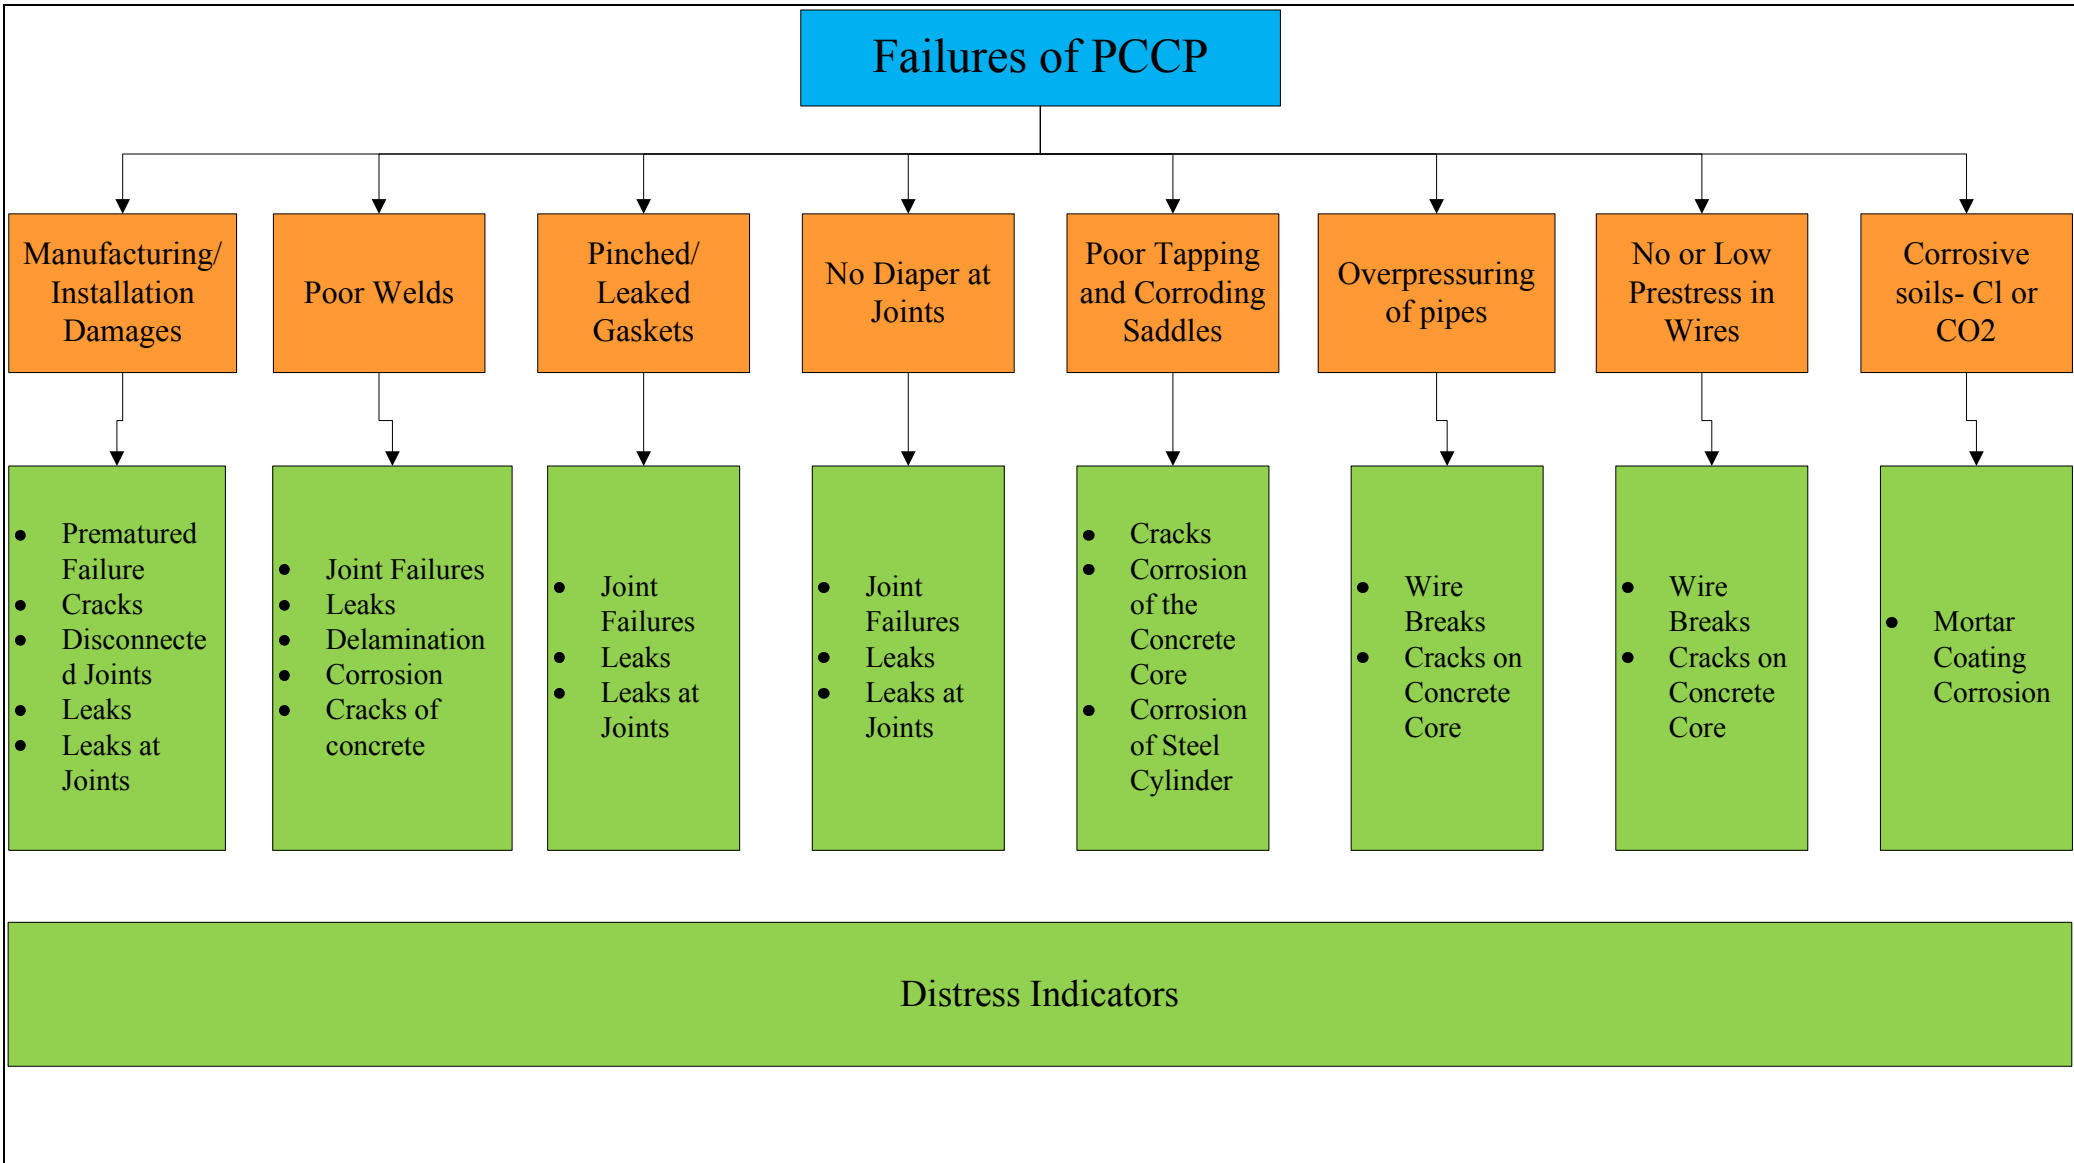 Failures of PCCP
Manufacturing/
Installation
Damages
Poor Welds
Pinched/
Leaked
Gaskets
No Diaper at
Joints
Poor Tapping
and Corroding
Saddles
Overpressuring
of pipes
No or Low
Prestress in
Wires
Corrosive
soils- Cl or
CO2
• Prematured
Failure
• Cracks
• Disconnecte
d Joints
• Leaks
• Leaks at
Joints
• Joint Failures
• Leaks
• Delamination
• Corrosion
• Cracks of
concrete
• Joint
Failures
• Leaks
• Leaks at
Joints
• Joint
Failures
• Leaks
• Leaks at
Joints
• Cracks
• Corrosion
of the
Concrete
Core
• Corrosion
of Steel
Cylinder
• Wire
Breaks
• Cracks on
Concrete
Core
• Wire
Breaks
• Cracks on
Concrete
Core
• Mortar
Coating
Corrosion
Distress Indicators